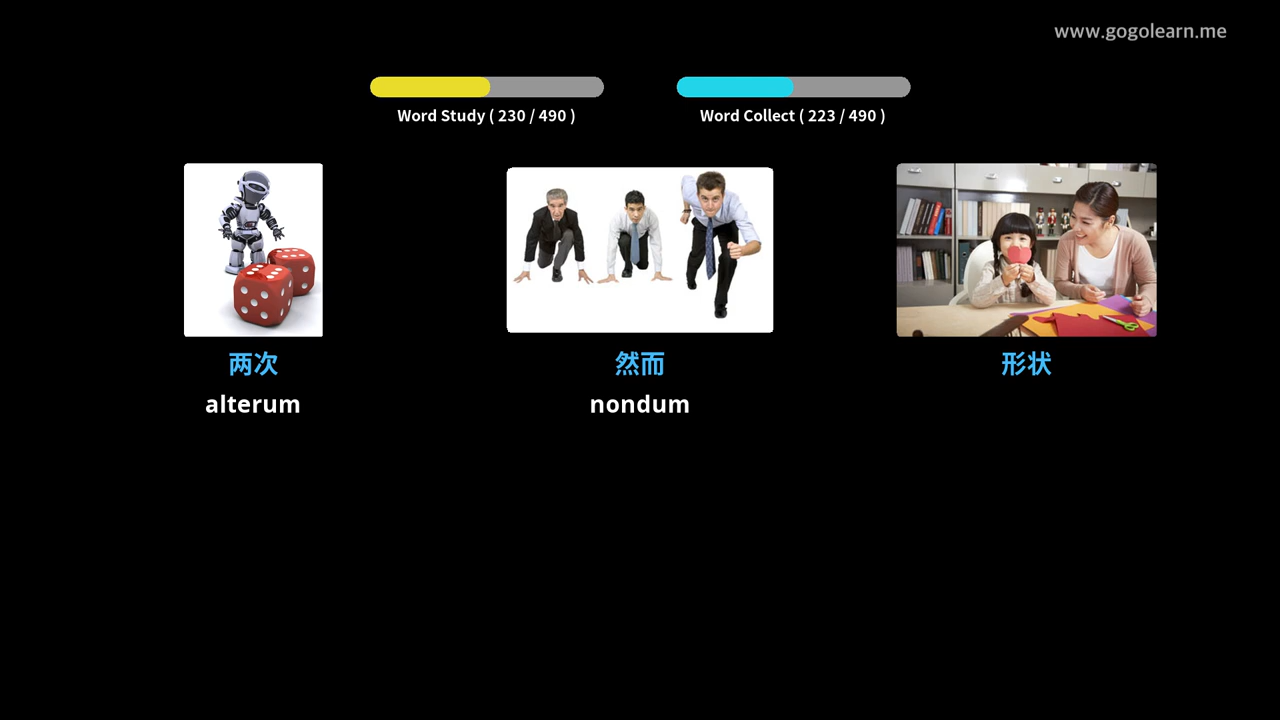 www.gogolearn.me
Word Study ( 230 / 490 )
Word Collect ( 223 / 490 )
两次
然而
形状
alterum
nondum